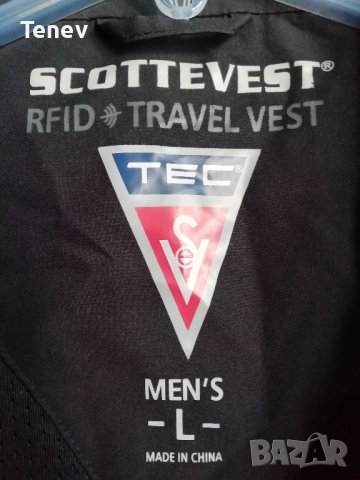 Tenev
SCOTTEVEST®
RFID TRAVEL VEST
TEC®
SeV
MEN'S
- L -
MADE IN CHINA
BAZAR